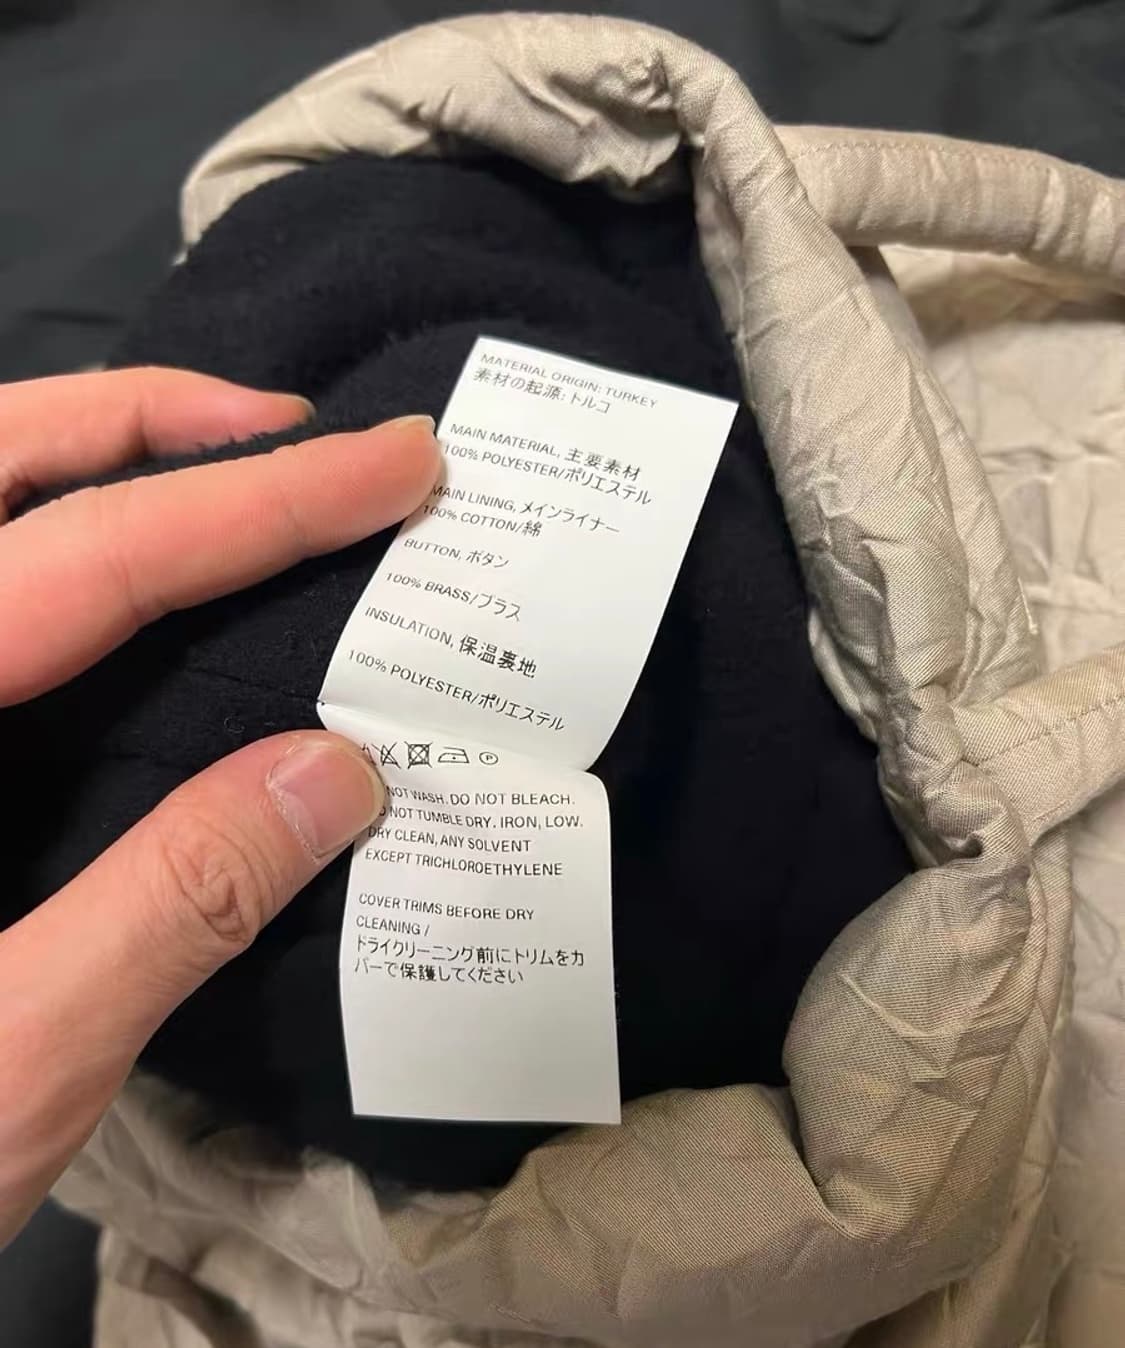 MATERIAL ORIGIN: TURKEY
素材の起源: トルコ
MAIN MATERIAL, 主要素材
100% POLYESTER/ポリエステル
MAIN LINING, メインライナー
100% COTTON/綿
BUTTON, ボタン
100% BRASS/ブラス
INSULATION, 保温裏地
100% POLYESTER/ポリエステル
P
NOT WASH. DO NOT BLEACH.
NOT TUMBLE DRY. IRON, LOW.
DRY CLEAN, ANY SOLVENT
EXCEPT TRICHLOROETHYLENE
COVER TRIMS BEFORE DRY
CLEANING /
ドライクリーニング前にトリムをカ
バーで保護してください